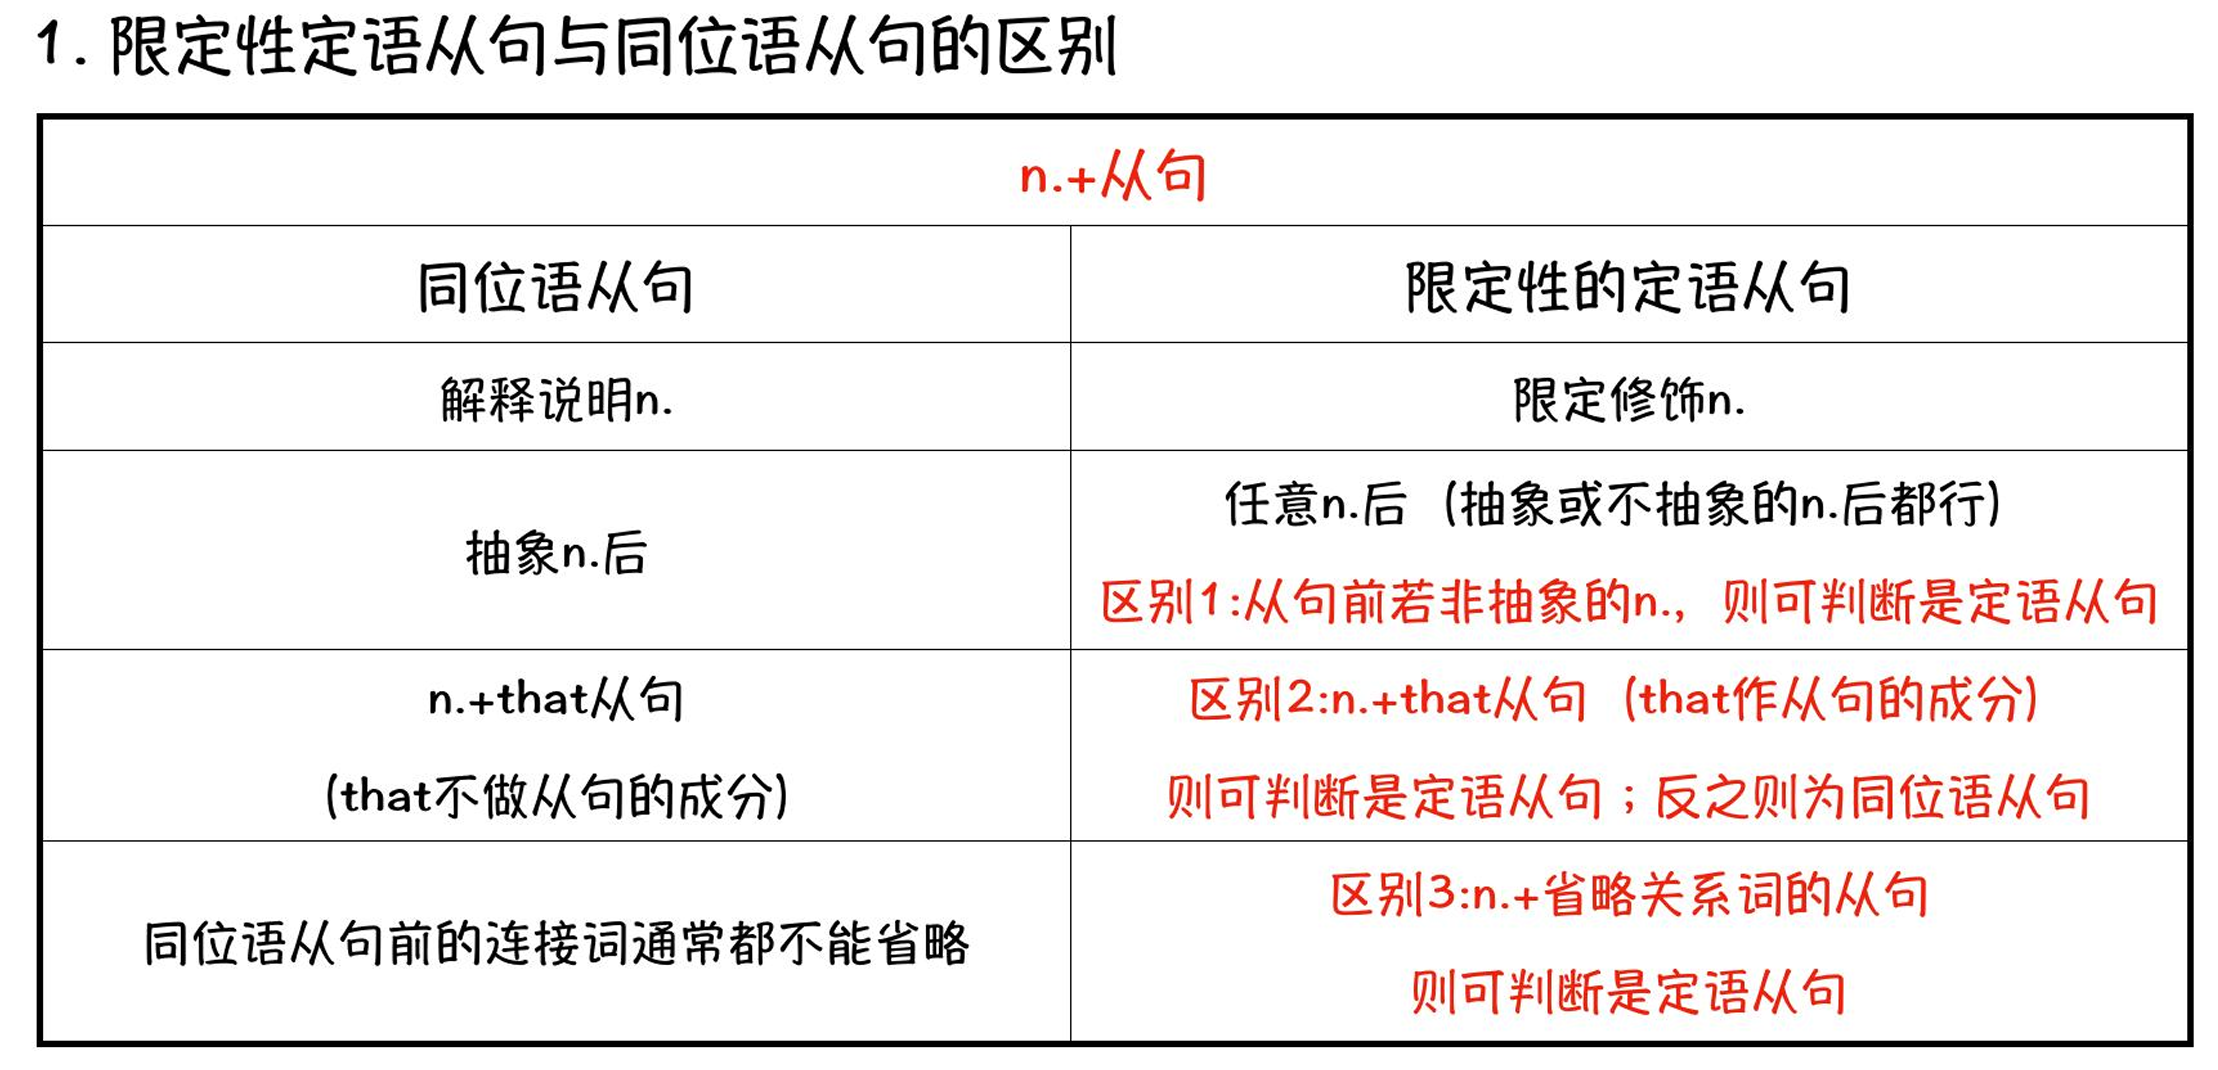 1. 限定性定语从句与同位语从句的区别
n.+从句
同位语从句
限定性的定语从句
解释说明n.
限定修饰n.
抽象n.后
任意n.后（抽象或不抽象的n.后都行）
区别1:从句前若非抽象的n.，则可判断是定语从句
n.+that从句
（that不做从句的成分）
区别2:n.+that从句（that作从句的成分）
则可判断是定语从句；反之则为同位语从句
同位语从句前的连接词通常都不能省略
区别3:n.+省略关系词的从句
则可判断是定语从句